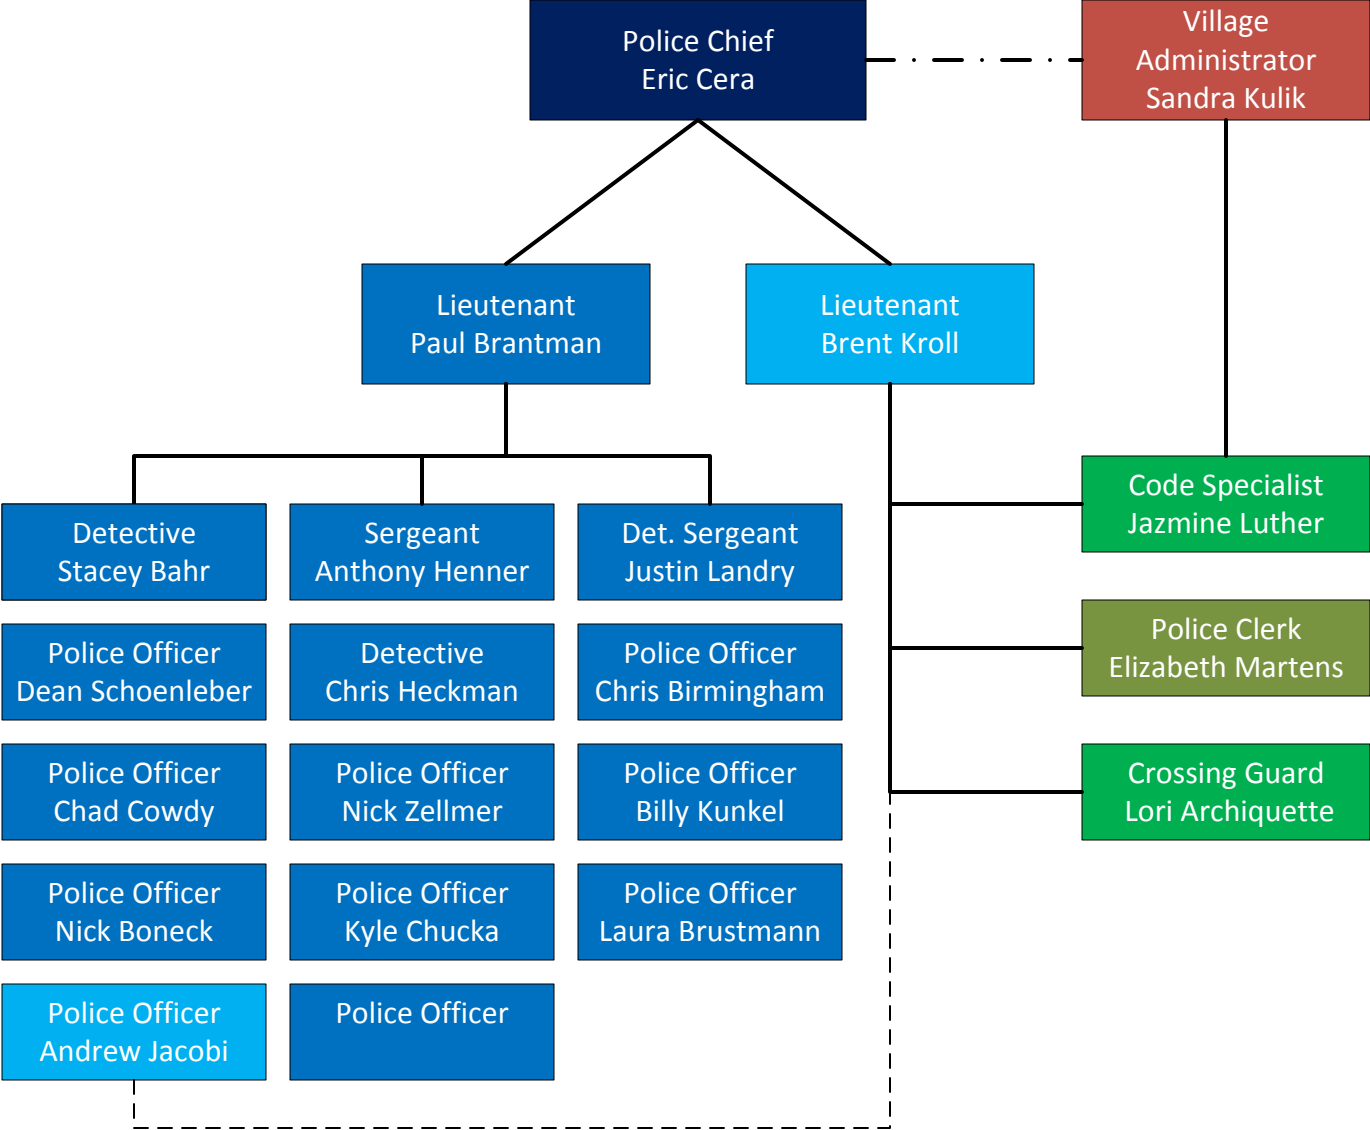 Police Chief
Eric Cera
Village
Administrator
Sandra Kulik
Lieutenant
Paul Brantman
Lieutenant
Brent Kroll
Detective
Stacey Bahr
Sergeant
Anthony Henner
Det. Sergeant
Justin Landry
Code Specialist
Jazmine Luther
Police Officer
Dean Schoenleber
Detective
Chris Heckman
Police Officer
Chris Birmingham
Police Clerk
Elizabeth Martens
Police Officer
Chad Cowdy
Police Officer
Nick Zellmer
Police Officer
Billy Kunkel
Crossing Guard
Lori Archiquette
Police Officer
Nick Boneck
Police Officer
Kyle Chucka
Police Officer
Laura Brustmann
Police Officer
Andrew Jacobi
Police Officer